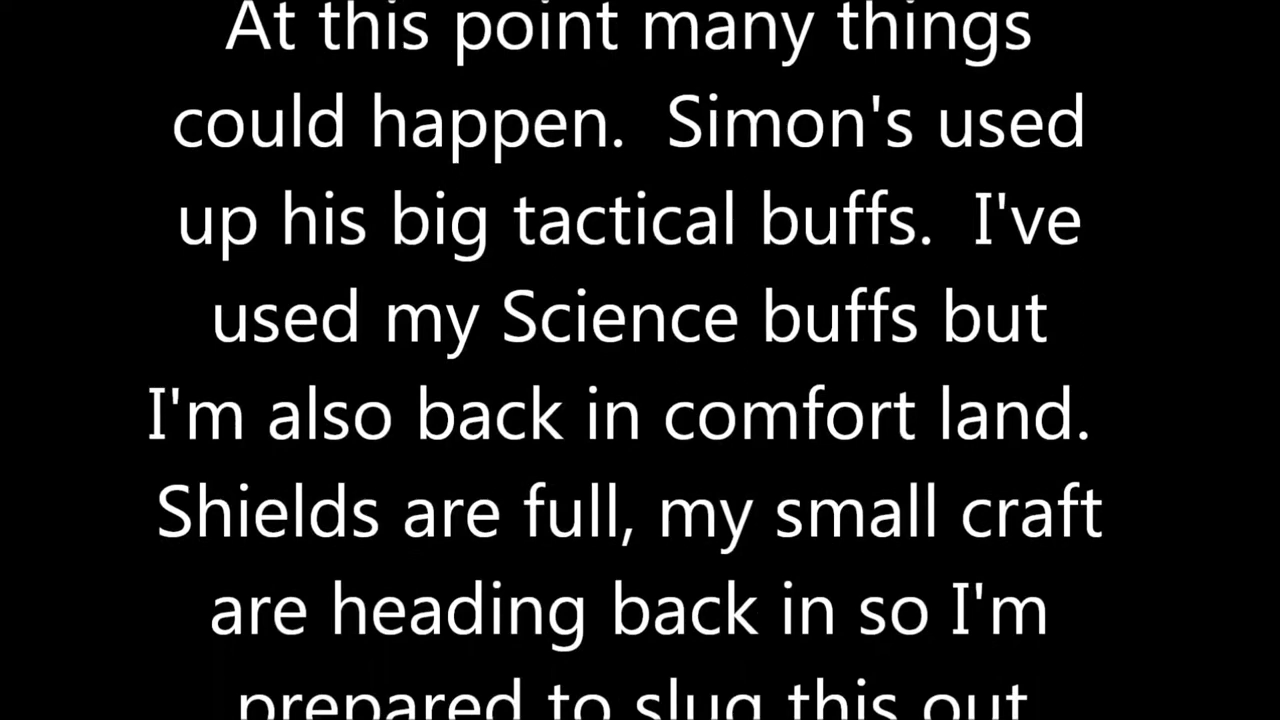 At this point many things
could happen.  Simon's used
up his big tactical buffs.  I've
used my Science buffs but
I'm also back in comfort land.
Shields are full, my small craft
are heading back in so I'm
prepared to slug this out